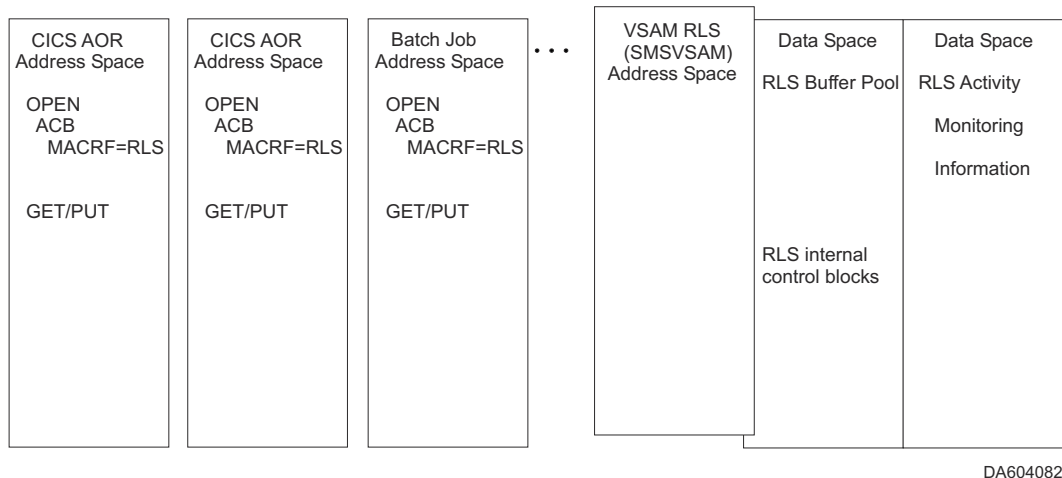 CICS AOR
Address Space
OPEN
ACB
MACRF=RLS
GET/PUT
CICS AOR
Address Space
OPEN
ACB
MACRF=RLS
GET/PUT
Batch Job
Address Space
OPEN
ACB
MACRF=RLS
GET/PUT
...
VSAM RLS
(SMSVSAM)
Address Space
Data Space
RLS Buffer Pool
RLS internal
control blocks
Data Space
RLS Activity
Monitoring
Information
DA604082